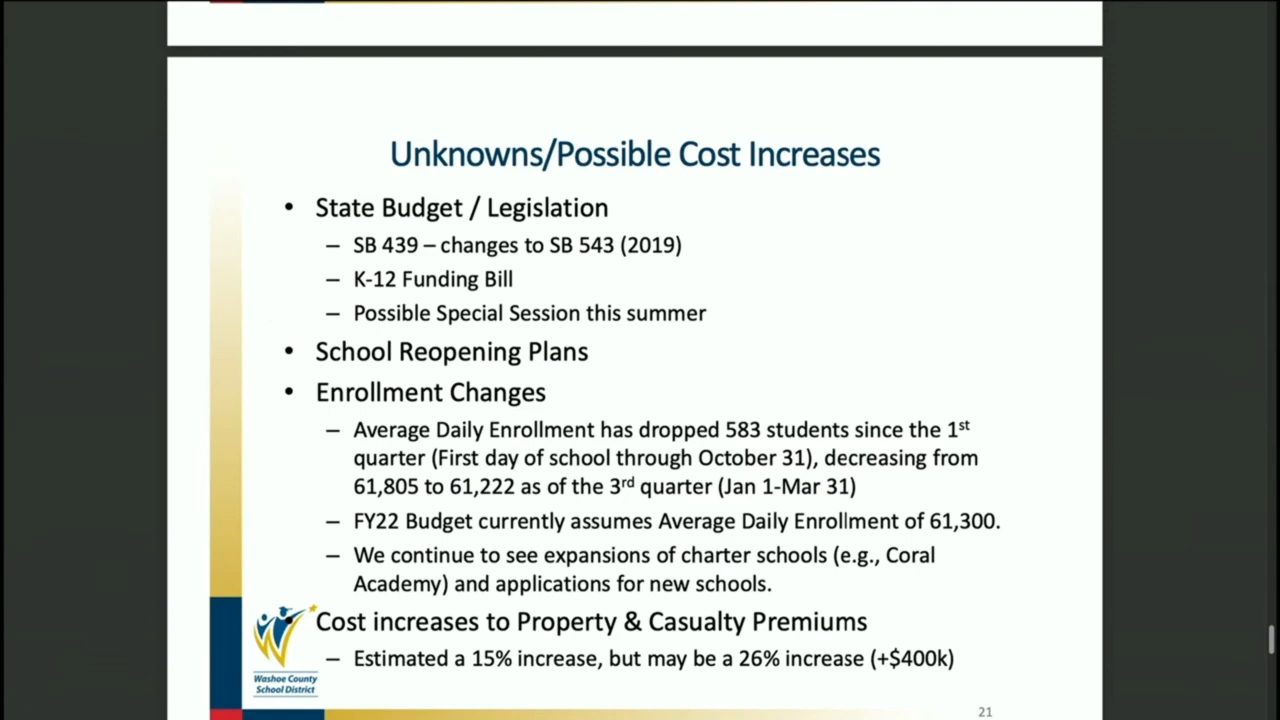 Unknowns/Possible Cost Increases
• State Budget / Legislation
– SB 439 – changes to SB 543 (2019)
– K-12 Funding Bill
– Possible Special Session this summer
• School Reopening Plans
• Enrollment Changes
– Average Daily Enrollment has dropped 583 students since the 1st
quarter (First day of school through October 31), decreasing from
61,805 to 61,222 as of the 3rd quarter (Jan 1-Mar 31)
– FY22 Budget currently assumes Average Daily Enrollment of 61,300.
– We continue to see expansions of charter schools (e.g., Coral
Academy) and applications for new schools.
• Cost increases to Property & Casualty Premiums
– Estimated a 15% increase, but may be a 26% increase (+$400k)
Washoe County
School District
21